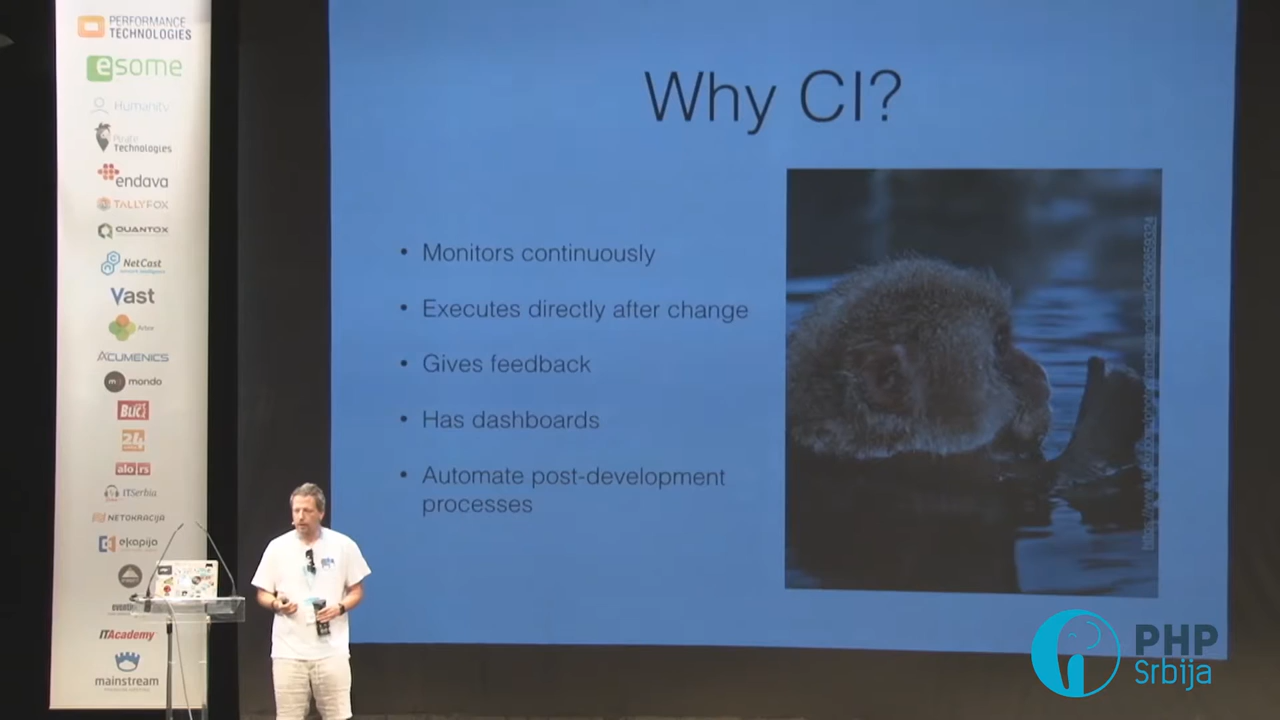 PERFORMANCE
TECHNOLOGIES
esome
Humanity
Pirate
Technologies
endava
TALLYFOX
QUANTOX
NetCast
Vast
Arbor
ACUMENICS
mondo
BLIC
24
alo.rs
ITSerbia
NETOKRACIJA
ekapija
ITAcademy
mainstream
Why CI?
• Monitors continuously
• Executes directly after change
• Gives feedback
• Has dashboards
• Automate post-development
processes
PHP
Srbija